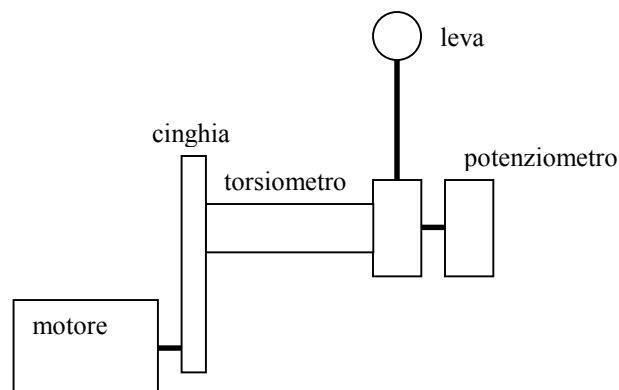 leva
cinghia
potenziometro
torsiometro
motore